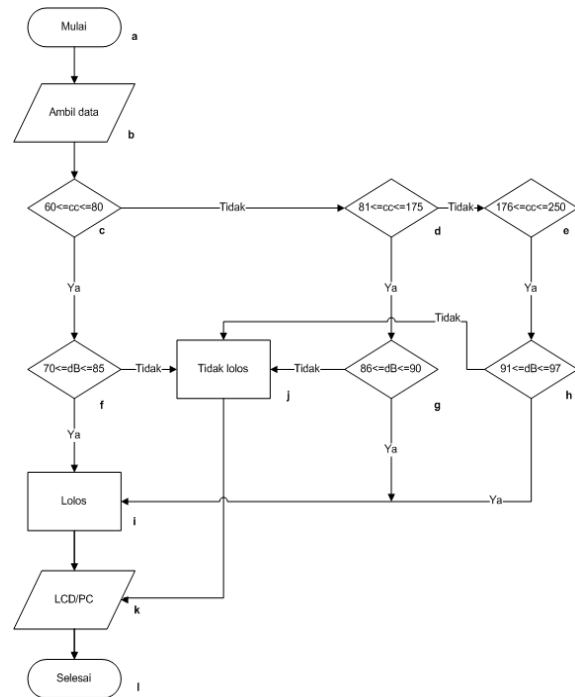 Mulai
a
Ambil data
b
60<=cc<=80
c
Tidak
81<=cc<=175
d
Tidak
176<=cc<=250
e
Ya
Ya
Ya
Tidak
70<=dB<=85
f
Tidak
Tidak lolos
j
Tidak
86<=dB<=90
g
91<=dB<=97
h
Ya
Ya
Ya
Lolos
i
LCD/PC
k
Selesai
l